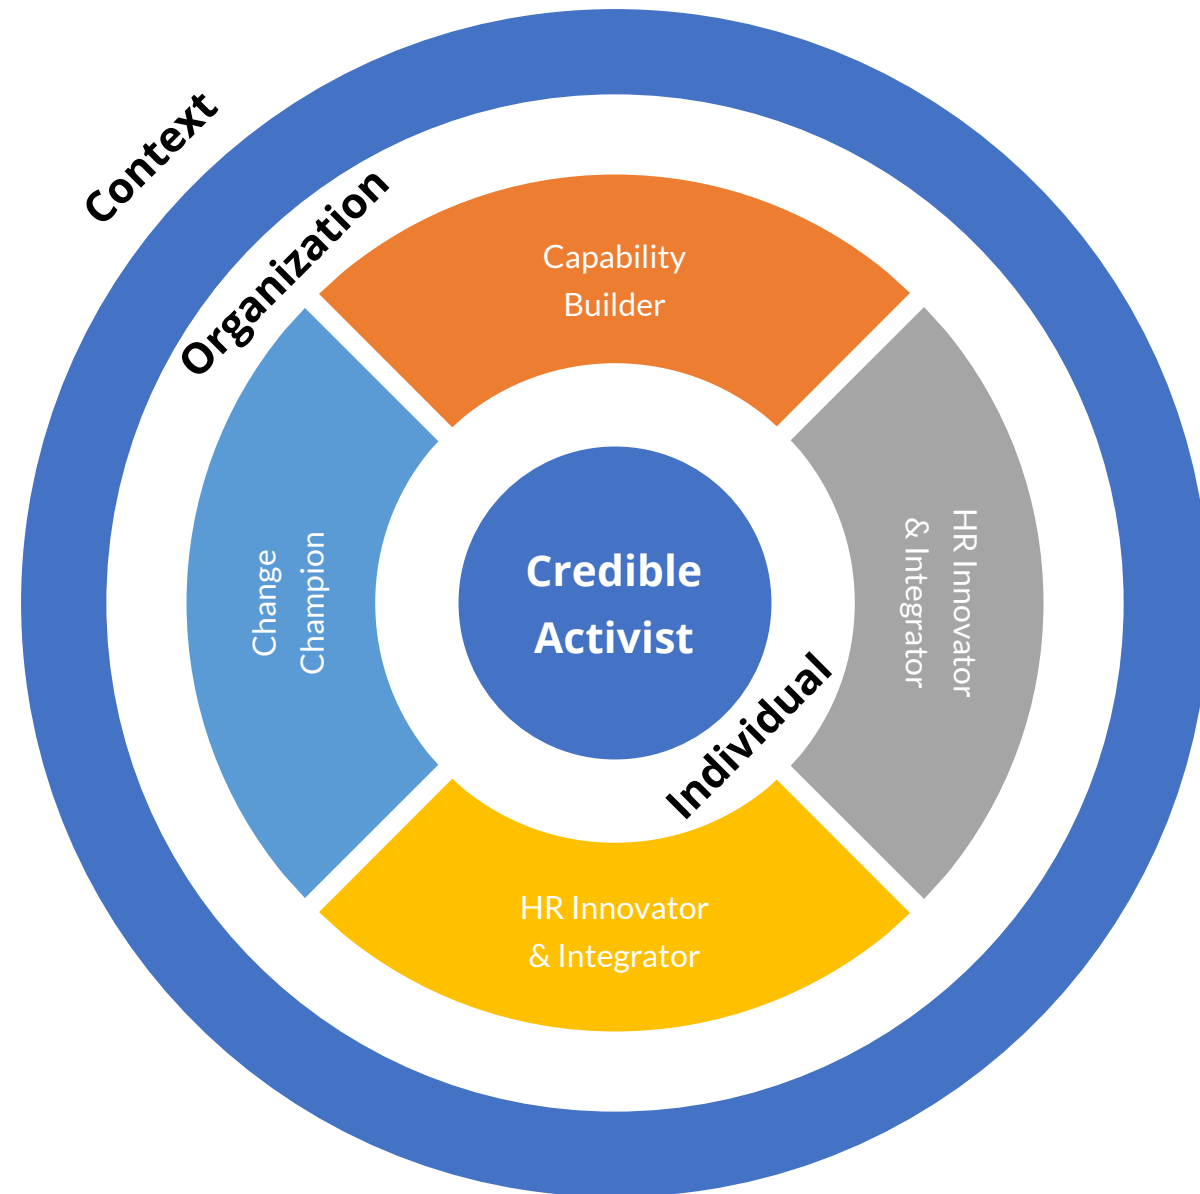 Context
Organization
Capability
Builder
Change
Champion
Credible
Activist
HR Innovator
& Integrator
Individual
HR Innovator
& Integrator